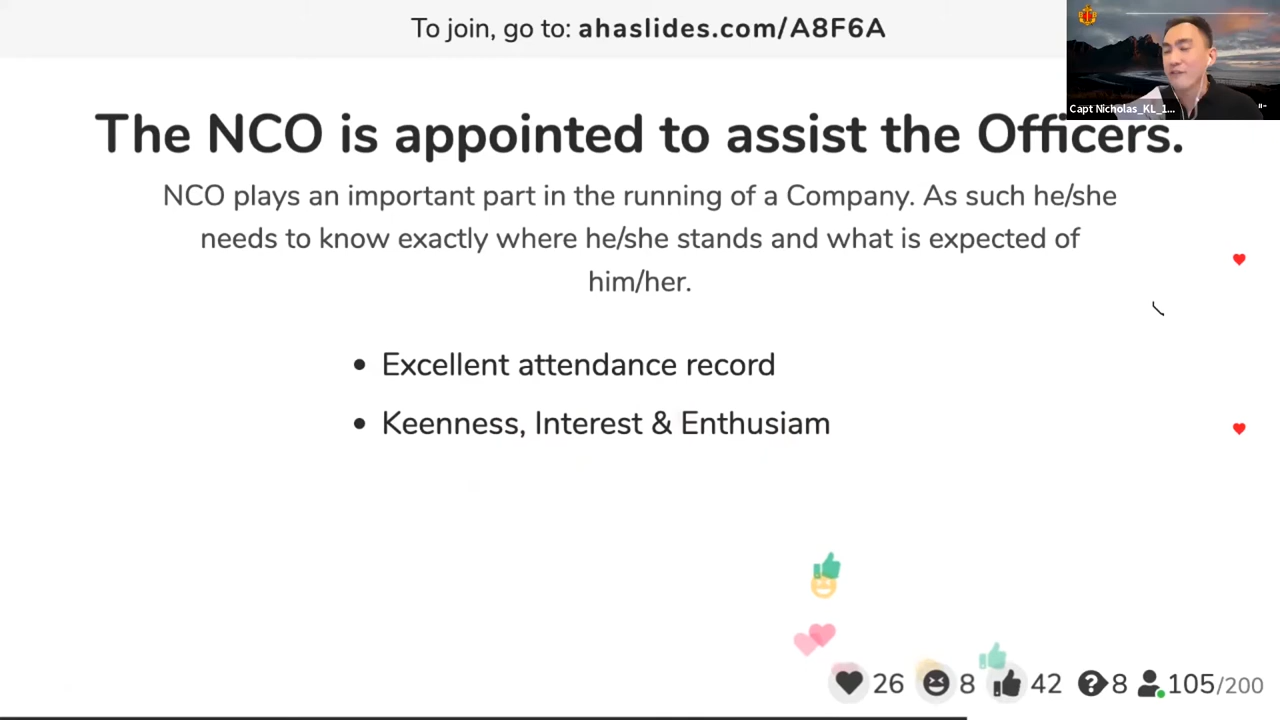 To join, go to: ahaslides.com/A8F6A
Capt Nicholas_KL_1...
The NCO is appointed to assist the Officers.
NCO plays an important part in the running of a Company. As such he/she
needs to know exactly where he/she stands and what is expected of
him/her.
• Excellent attendance record
• Keenness, Interest & Enthusiam
26 8 42 8 105/200